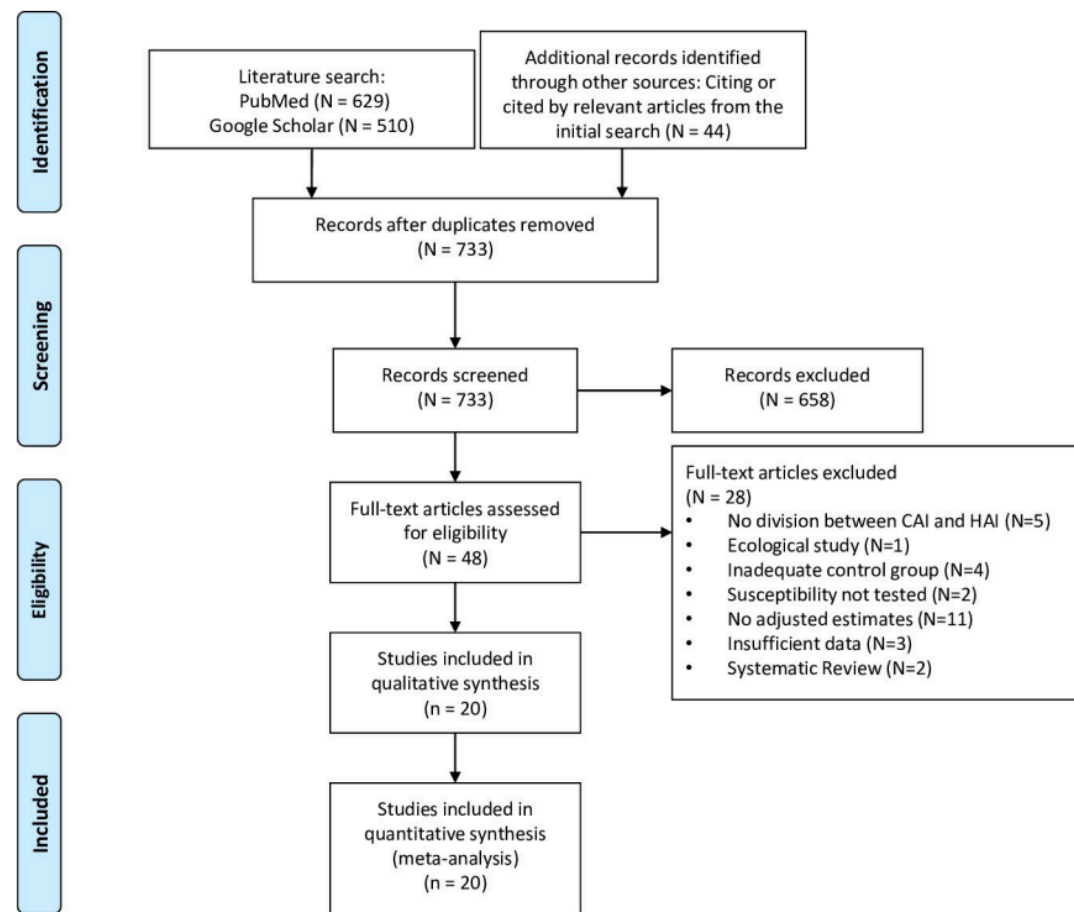 Identification
Literature search:
PubMed (N = 629)
Google Scholar (N = 510)
Additional records identified
through other sources: Citing or
cited by relevant articles from the
initial search (N = 44)
Records after duplicates removed
(N = 733)
Screening
Records screened
(N = 733)
Records excluded
(N = 658)
Eligibility
Full-text articles assessed
for eligibility
(N = 48)
Full-text articles excluded
(N = 28)
• No division between CAI and HAI (N=5)
• Ecological study (N=1)
• Inadequate control group (N=4)
• Susceptibility not tested (N=2)
• No adjusted estimates (N=11)
• Insufficient data (N=3)
• Systematic Review (N=2)
Studies included in
qualitative synthesis
(n = 20)
Included
Studies included in
quantitative synthesis
(meta-analysis)
(n = 20)